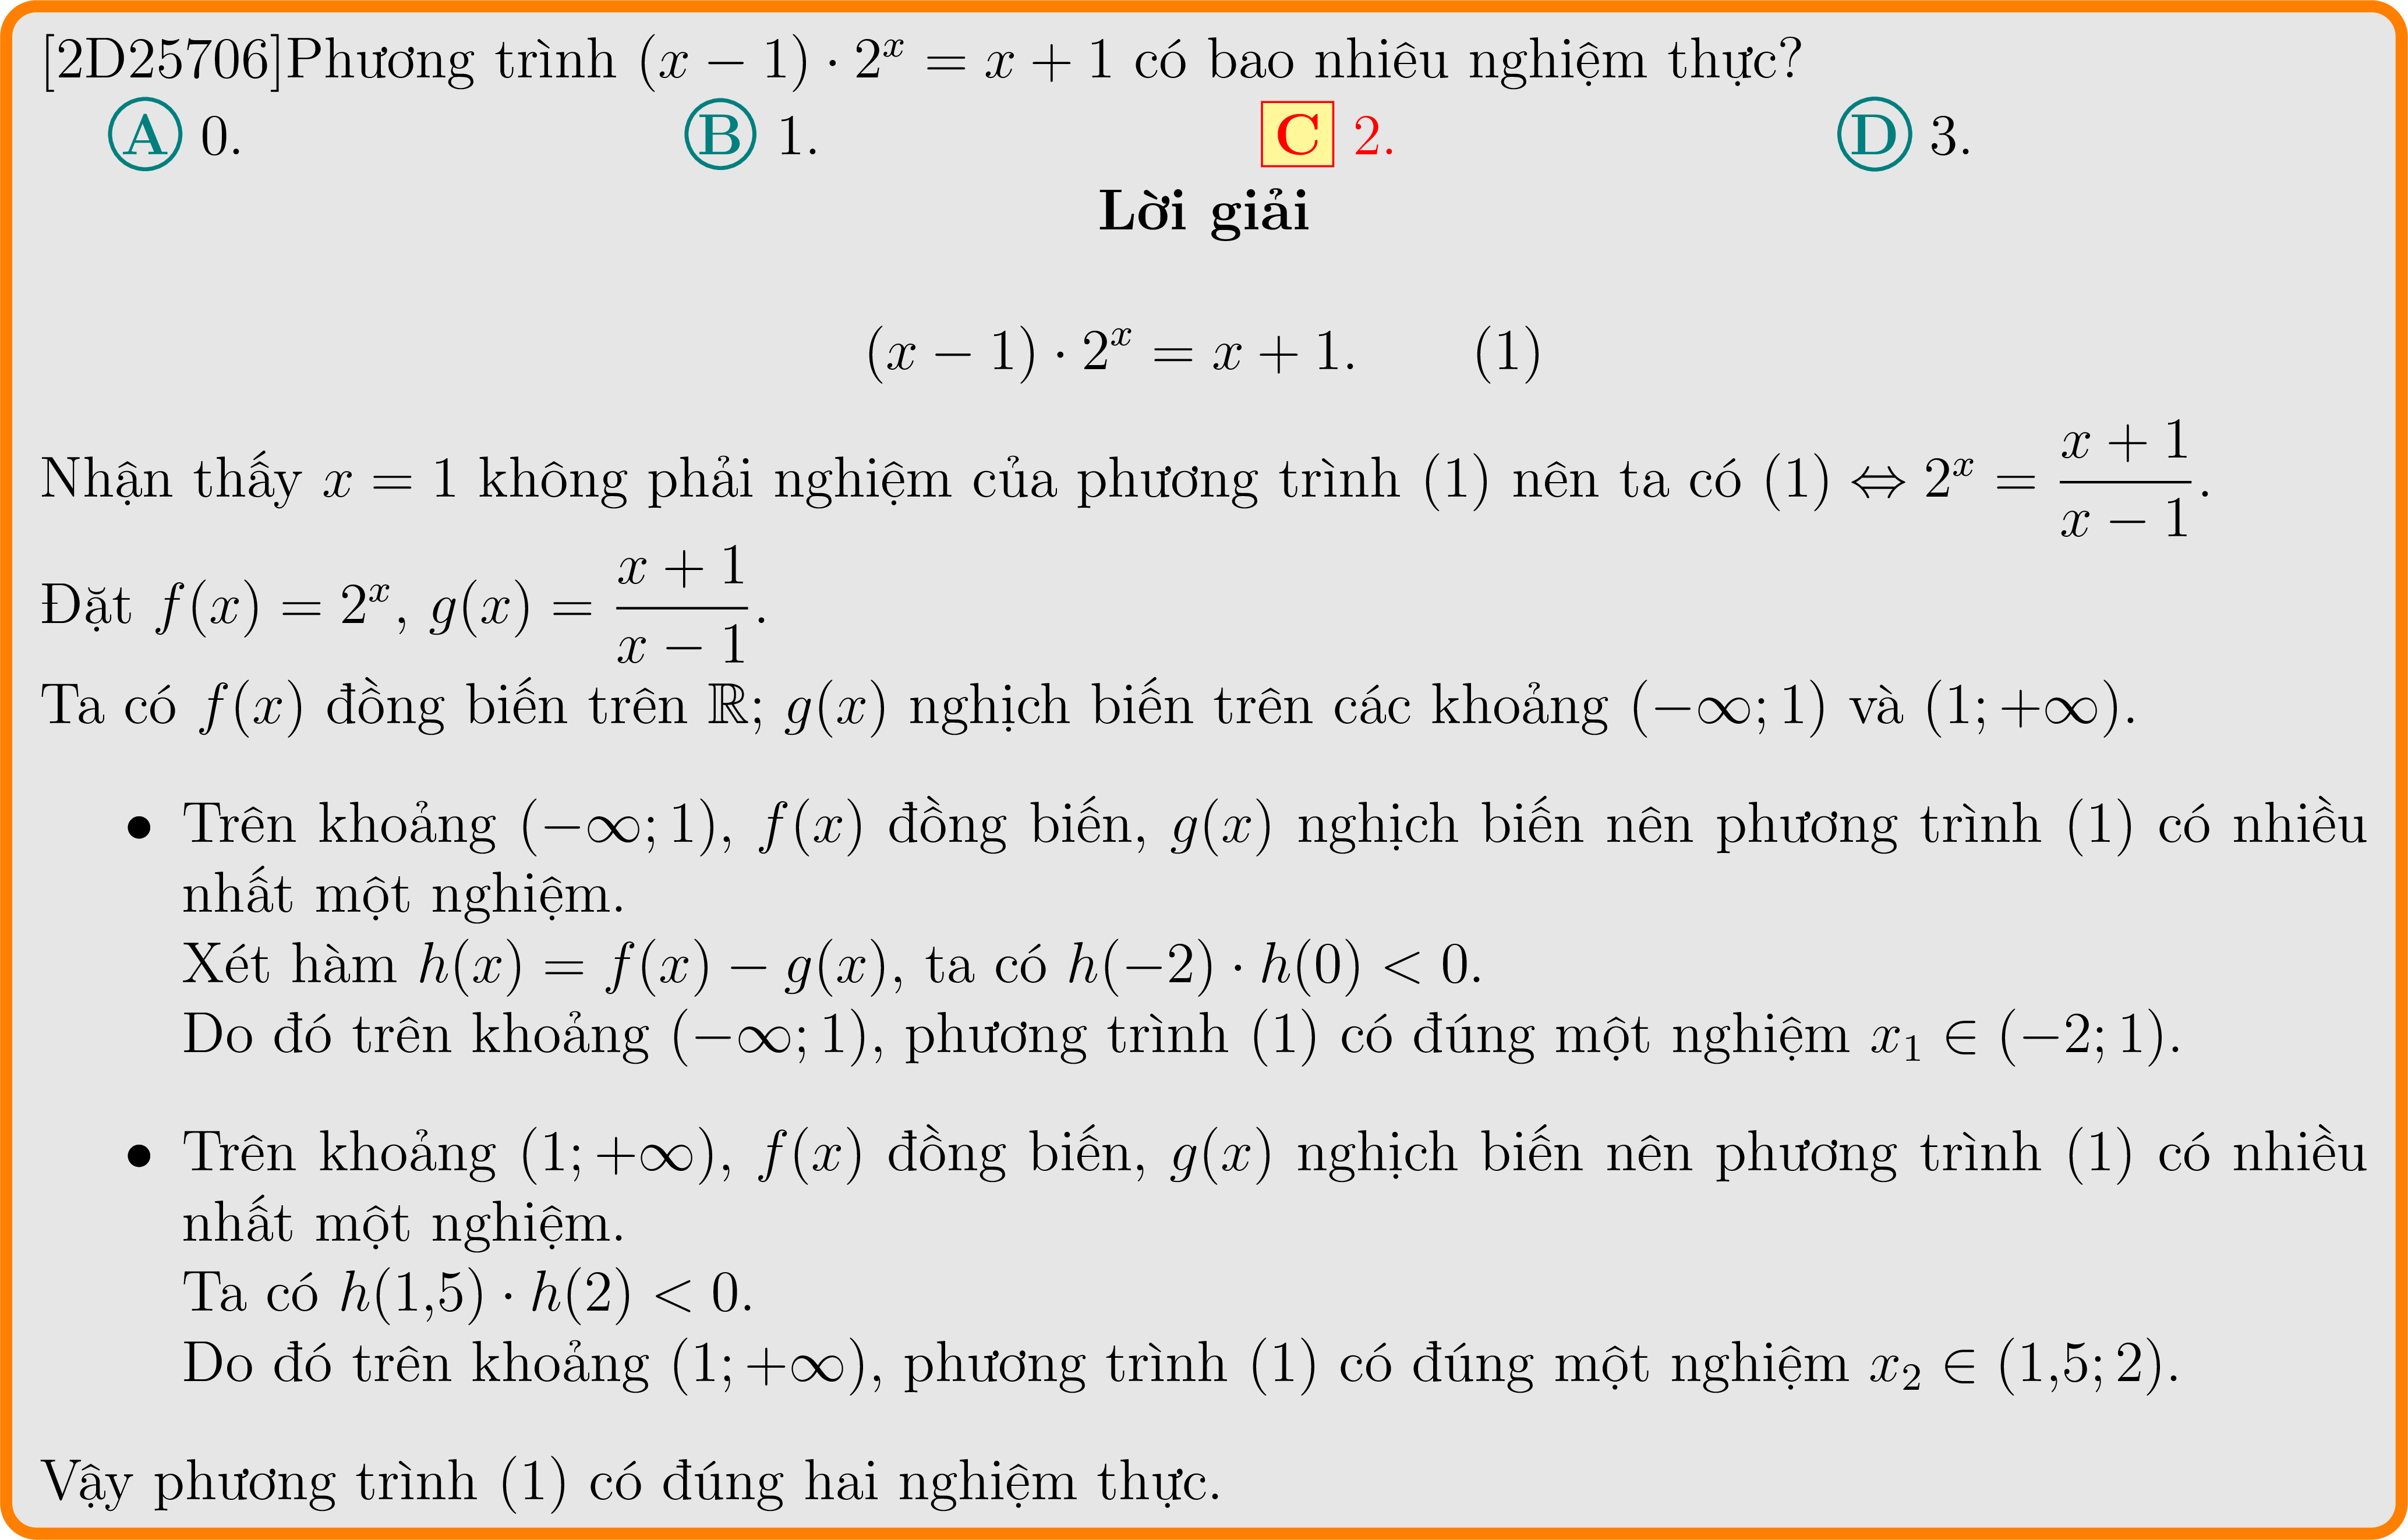 [2D25706]Phương trình $(x-1)\cdot 2^x = x+1$ có bao nhiêu nghiệm thực?
A 0. B 1. C 2. D 3.
Lời giải
$(x-1)\cdot 2^x = x+1.$ (1)
Nhận thấy $x=1$ không phải nghiệm của phương trình (1) nên ta có $(1) \Leftrightarrow 2^x = \dfrac{x+1}{x-1}$.
Đặt $f(x) = 2^x$, $g(x) = \dfrac{x+1}{x-1}$.
Ta có $f(x)$ đồng biến trên $\mathbb{R}$; $g(x)$ nghịch biến trên các khoảng $(-\infty; 1)$ và $(1; +\infty)$.
• Trên khoảng $(-\infty; 1)$, $f(x)$ đồng biến, $g(x)$ nghịch biến nên phương trình (1) có nhiều
nhất một nghiệm.
Xét hàm $h(x) = f(x) - g(x)$, ta có $h(-2)\cdot h(0) < 0$.
Do đó trên khoảng $(-\infty; 1)$, phương trình (1) có đúng một nghiệm $x_1 \in (-2; 1)$.
• Trên khoảng $(1; +\infty)$, $f(x)$ đồng biến, $g(x)$ nghịch biến nên phương trình (1) có nhiều
nhất một nghiệm.
Ta có $h(1,5)\cdot h(2) < 0$.
Do đó trên khoảng $(1; +\infty)$, phương trình (1) có đúng một nghiệm $x_2 \in (1,5; 2)$.
Vậy phương trình (1) có đúng hai nghiệm thực.